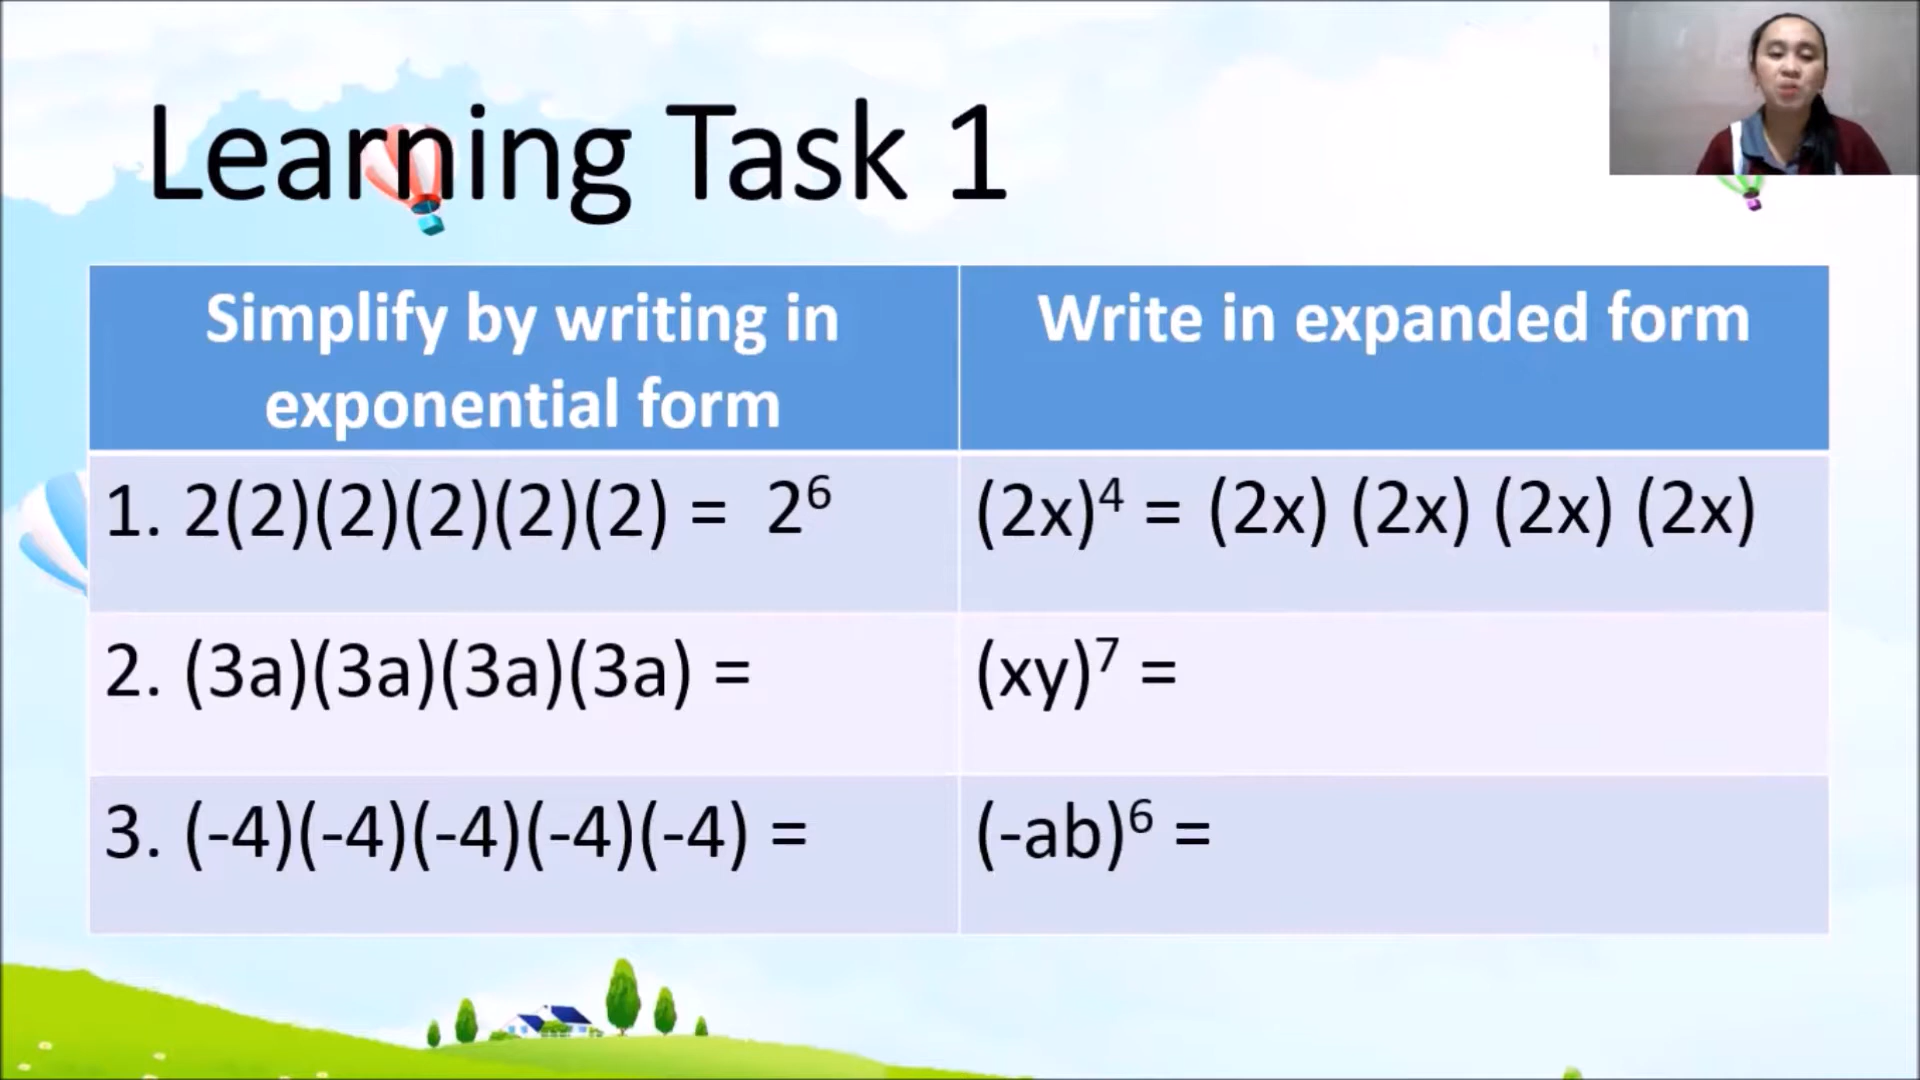 Learning Task 1
Simplify by writing in
exponential form
Write in expanded form
1. 2(2)(2)(2)(2)(2) = 2⁶
(2x)⁴ = (2x) (2x) (2x) (2x)
2. (3a)(3a)(3a)(3a) =
(xy)⁷ =
3. (-4)(-4)(-4)(-4)(-4) =
(-ab)⁶ =